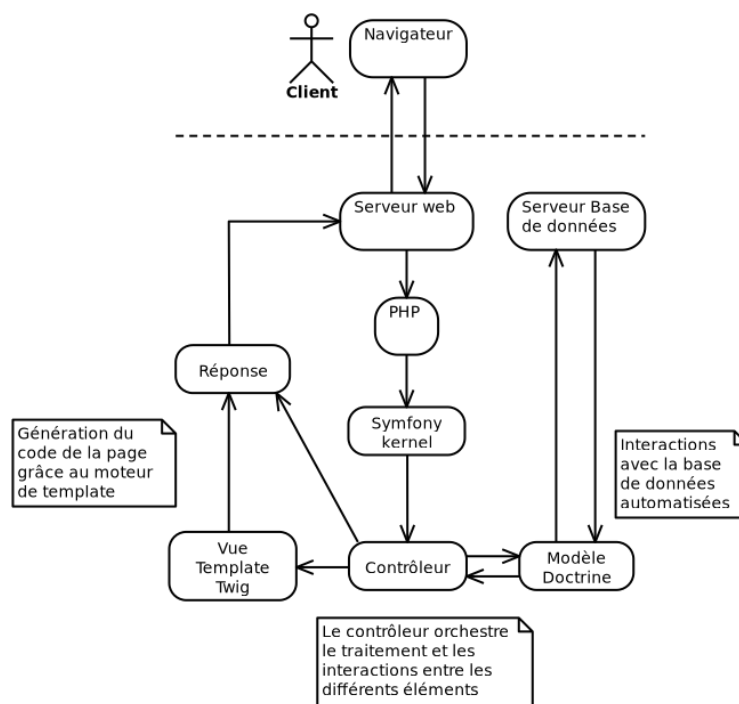 Navigateur
Client
Serveur web
Serveur Base
de données
PHP
Réponse
Symfony
kernel
Génération du
code de la page
grâce au moteur
de template
Interactions
avec la base
de données
automatisées
Vue
Template
Twig
Contrôleur
Modèle
Doctrine
Le contrôleur orchestre
le traitement et les
interactions entre les
différents éléments